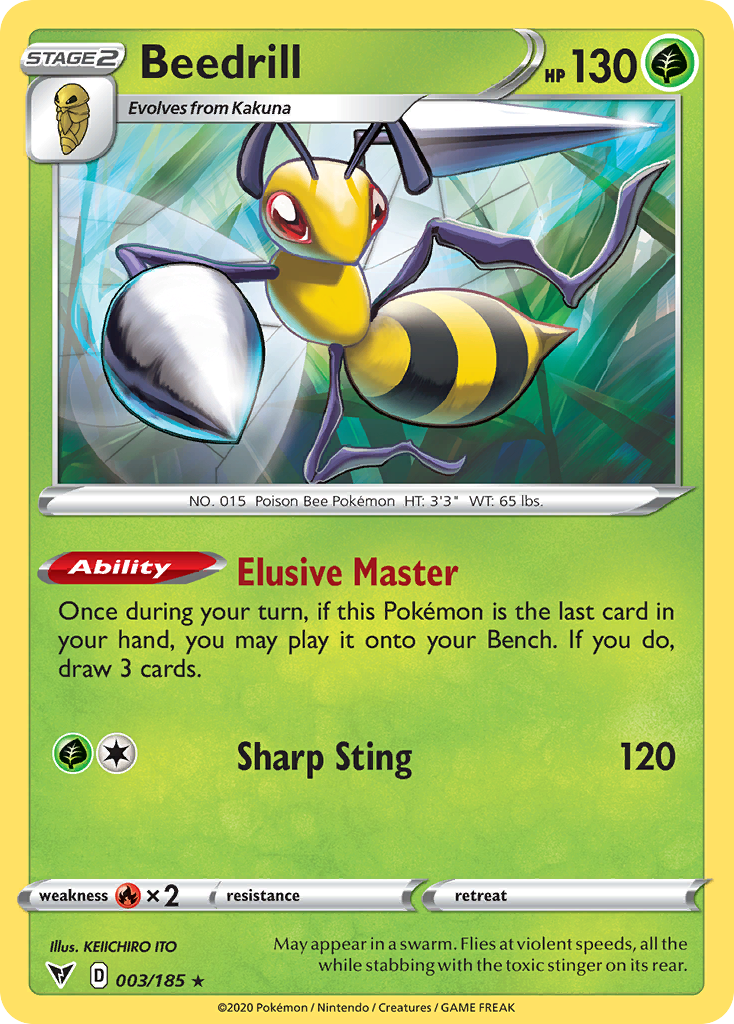 STAGE 2
Beedrill
HP 130
Evolves from Kakuna
NO. 015 Poison Bee Pokémon HT: 3'3" WT: 65 lbs.
Ability Elusive Master
Once during your turn, if this Pokémon is the last card in
your hand, you may play it onto your Bench. If you do,
draw 3 cards.
Sharp Sting 120
weakness ×2 resistance retreat
Illus. KEIICHIRO ITO
May appear in a swarm. Flies at violent speeds, all the
while stabbing with the toxic stinger on its rear.
D 003/185 ★
©2020 Pokémon / Nintendo / Creatures / GAME FREAK